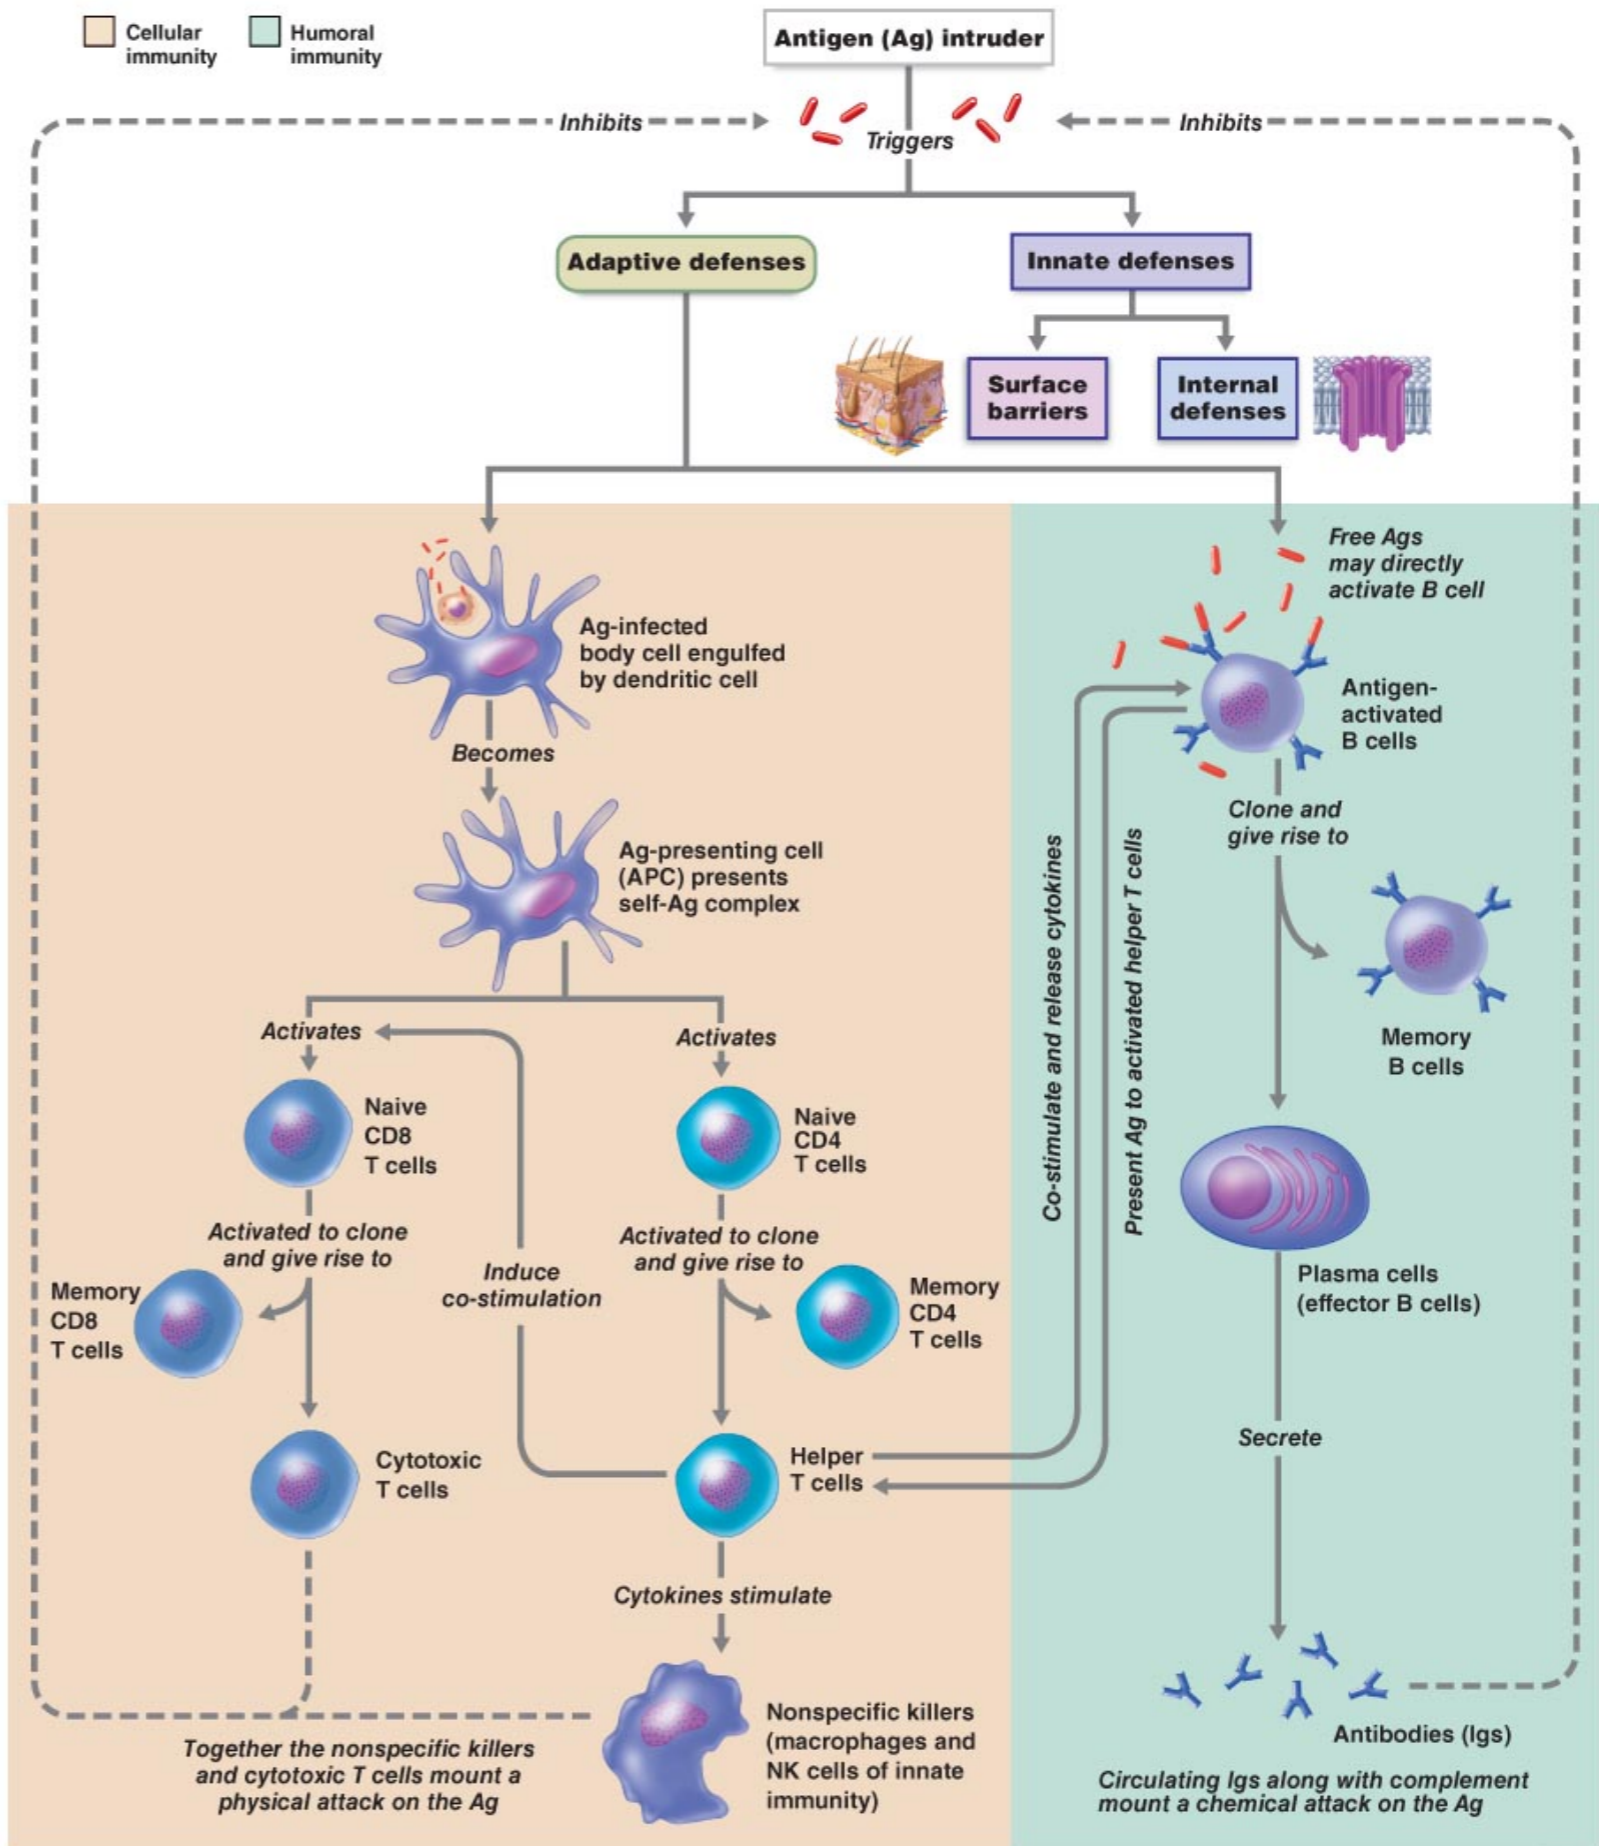 Cellular
immunity
Humoral
immunity
Antigen (Ag) intruder
Inhibits
Triggers
Inhibits
Adaptive defenses
Innate defenses
Surface
barriers
Internal
defenses
Free Ags
may directly
activate B cell
Ag-infected
body cell engulfed
by dendritic cell
Antigen-
activated
B cells
Becomes
Clone and
give rise to
Ag-presenting cell
(APC) presents
self-Ag complex
Co-stimulate and release cytokines
Present Ag to activated helper T cells
Memory
B cells
Activates
Activates
Naive
CD8
T cells
Naive
CD4
T cells
Activated to clone
and give rise to
Activated to clone
and give rise to
Induce
co-stimulation
Memory
CD8
T cells
Memory
CD4
T cells
Plasma cells
(effector B cells)
Cytotoxic
T cells
Helper
T cells
Secrete
Cytokines stimulate
Nonspecific killers
(macrophages and
NK cells of innate
immunity)
Antibodies (Igs)
Together the nonspecific killers
and cytotoxic T cells mount a
physical attack on the Ag
Circulating Igs along with complement
mount a chemical attack on the Ag